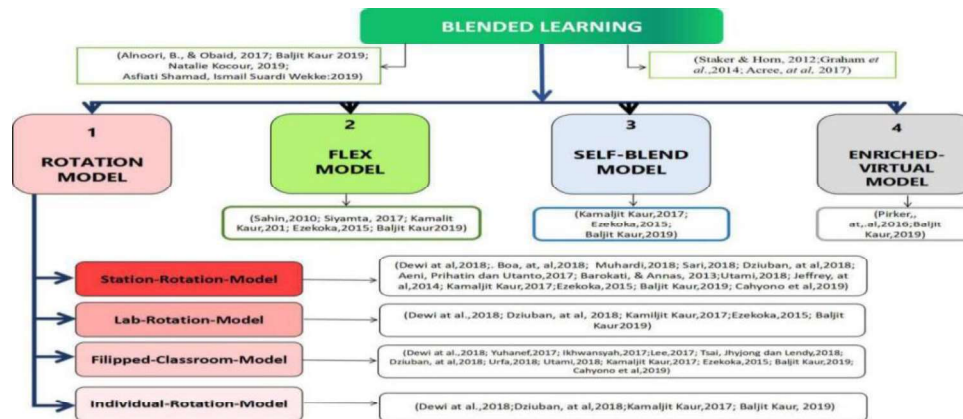 BLENDED LEARNING
(Alnoori, B., & Obaid, 2017; Baljit Kaur 2019;
Natalie Kocour, 2019;
Asfiati Shamad, Ismail Suardi Wekke:2019)
(Staker & Horn, 2012;Graham et
al.,2014; Acree, at al, 2017)
1
ROTATION
MODEL
2
FLEX
MODEL
3
SELF-BLEND
MODEL
4
ENRICHED-
VIRTUAL
MODEL
(Sahin,2010; Siyamta, 2017; Kamalit
Kaur,201; Ezekoka,2015; Baljit Kaur2019)
(Kamaljit Kaur,2017;
Ezekoka,2015;
Baljit Kaur,2019)
(Pirker,,
at,.al,2016;Baljit
Kaur,2019)
Station-Rotation-Model
(Dewi at al,2018;. Boa, at, al,2018; Muhardi,2018; Sari,2018; Dziuban, at al,2018;
Aeni, Prihatin dan Utanto,2017; Barokati, & Annas, 2013;Utami,2018; Jeffrey, at
al,2014; Kamaljit Kaur,2017;Ezekoka,2015; Baljit Kaur,2019; Cahyono et al,2019)
Lab-Rotation-Model
(Dewi at al.,2018; Dziuban, at al, 2018; Kamiljit Kaur,2017;Ezekoka,2015; Baljit
Kaur2019)
Filipped-Classroom-Model
(Dewi at al.,2018; Yuhanef,2017; Ikhwansyah,2017;Lee,2017; Tsai, Jhyjong dan Lendy,2018;
Dziuban, at al,2018; Urfa,2018; Utami,2018; Kamaljit Kaur,2017; Ezekoka,2015; Baljit Kaur,2019;
Cahyono et al,2019)
Individual-Rotation-Model
(Dewi at al.,2018;Dziuban, at al,2018;Kamaljit Kaur,2017; Baljit Kaur, 2019)